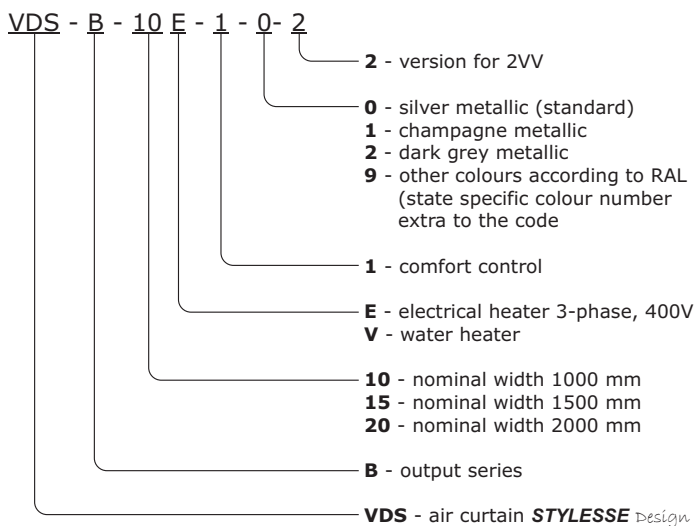 VDS - B - 10 E - 1 - 0- 2
2 - version for 2VV
0 - silver metallic (standard)
1 - champagne metallic
2 - dark grey metallic
9 - other colours according to RAL
(state specific colour number
extra to the code
1 - comfort control
E - electrical heater 3-phase, 400V
V - water heater
10 - nominal width 1000 mm
15 - nominal width 1500 mm
20 - nominal width 2000 mm
B - output series
VDS - air curtain STYLESSE Design